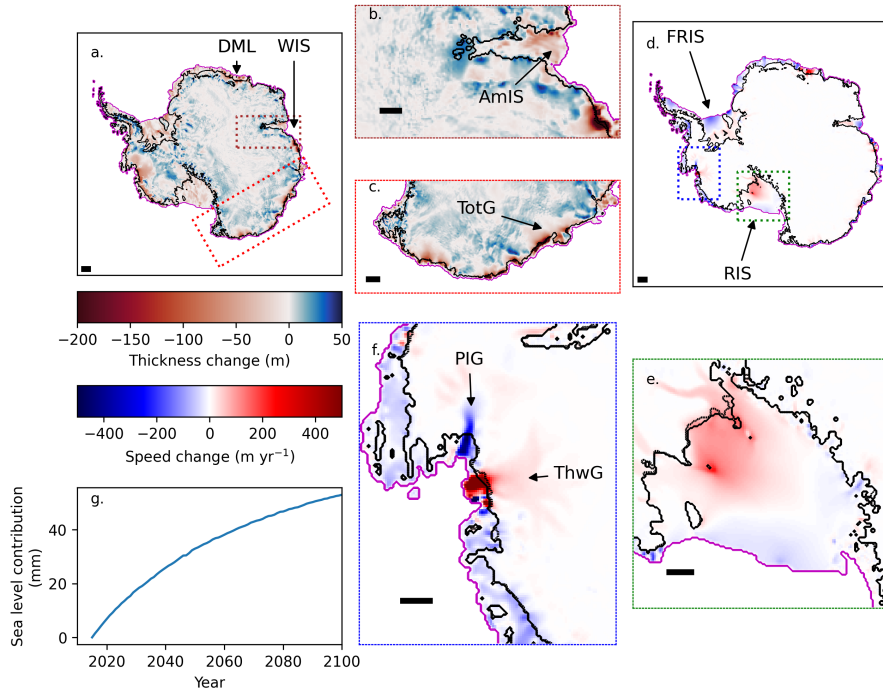 a.
DML
WIS
b.
AmIS
c.
TotG
d.
FRIS
RIS
−200
−150
−100
−50
0
50
Thickness change (m)
−400
−200
0
200
400
Speed change (m yr⁻¹)
f.
PIG
ThwG
e.
g.
Sea level contribution
(mm)
40
20
0
2020
2040
2060
2080
2100
Year